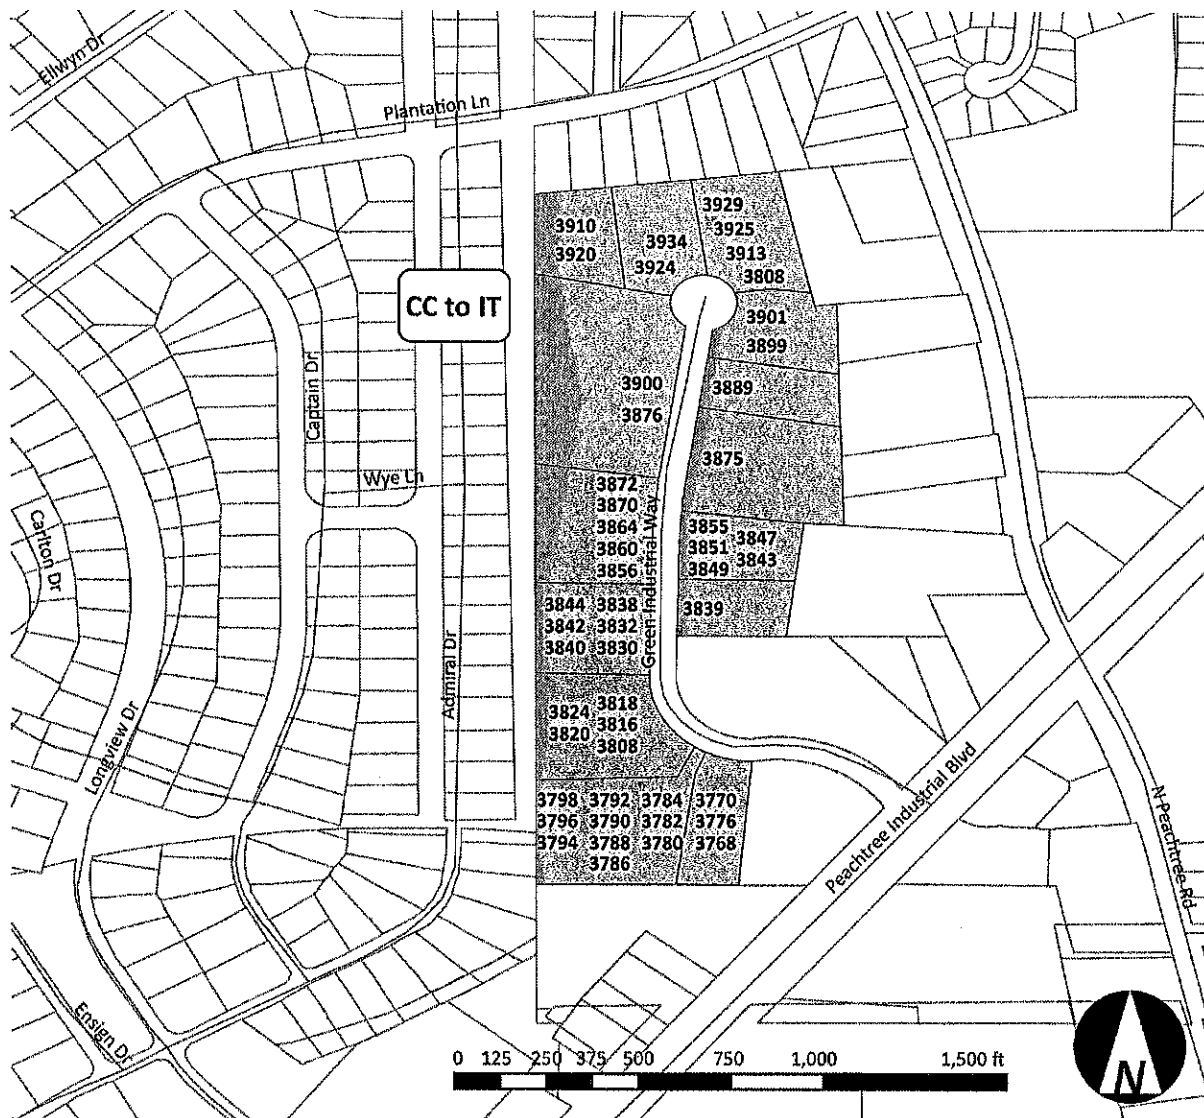 Ellwyn Dr
Plantation Ln
3929
3910
3925
3934
3920
3913
3924
3808
CC to IT
3901
3899
Captain Dr
3900
3889
3876
3875
Wye Ln
3872
3870
3864
3860
3856
Green Industrial Way
3855
3847
3851
3843
3849
Carlton Dr
3844 3838
3842 3832
3840 3830
3839
Admiral Dr
3824
3818
3820
3816
3808
Longview Dr
3798 3792 3784 3770
3796 3790 3782 3776
3794 3788 3780 3768
3786
Peachtree Industrial Blvd
N Peachtree Rd
Ensign Dr
0 125 250 375 500 750 1,000 1,500 ft
N